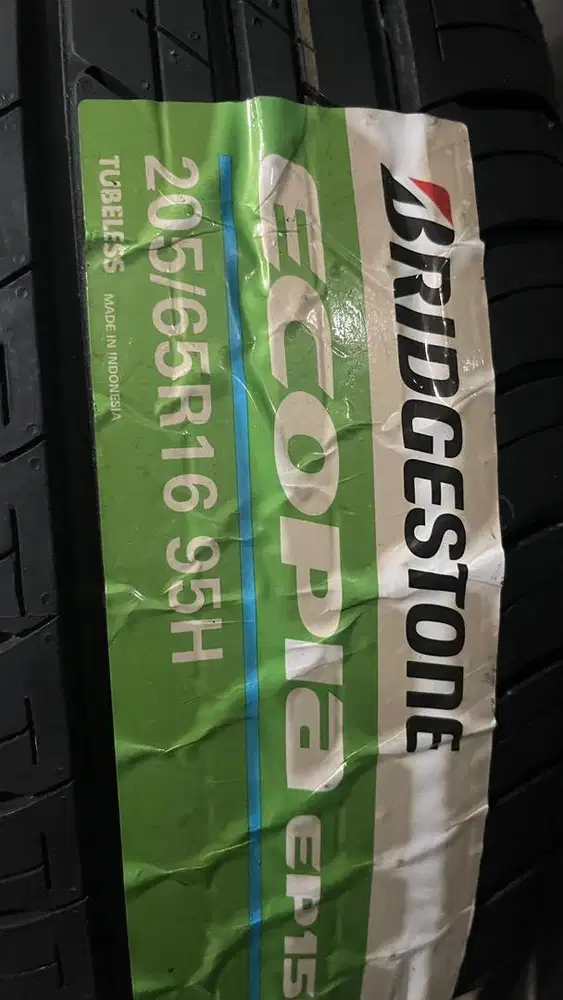 BRIDGESTONE
ECOPIa EP15
205/65R16 95H
TUBELESS MADE IN INDONESIA